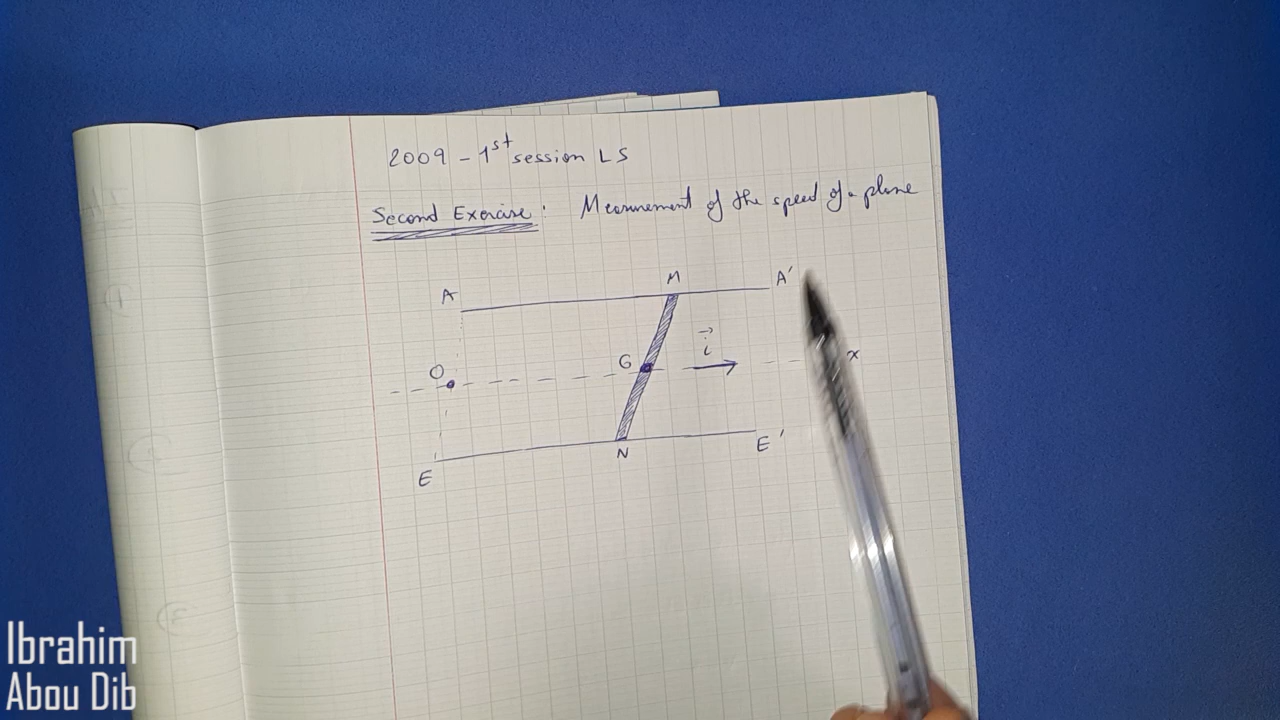 2009 - 1st session LS
Second Exercise : Measurement of the speed of a plane
A M A'
O G i x
E N E'
Ibrahim
Abou Dib